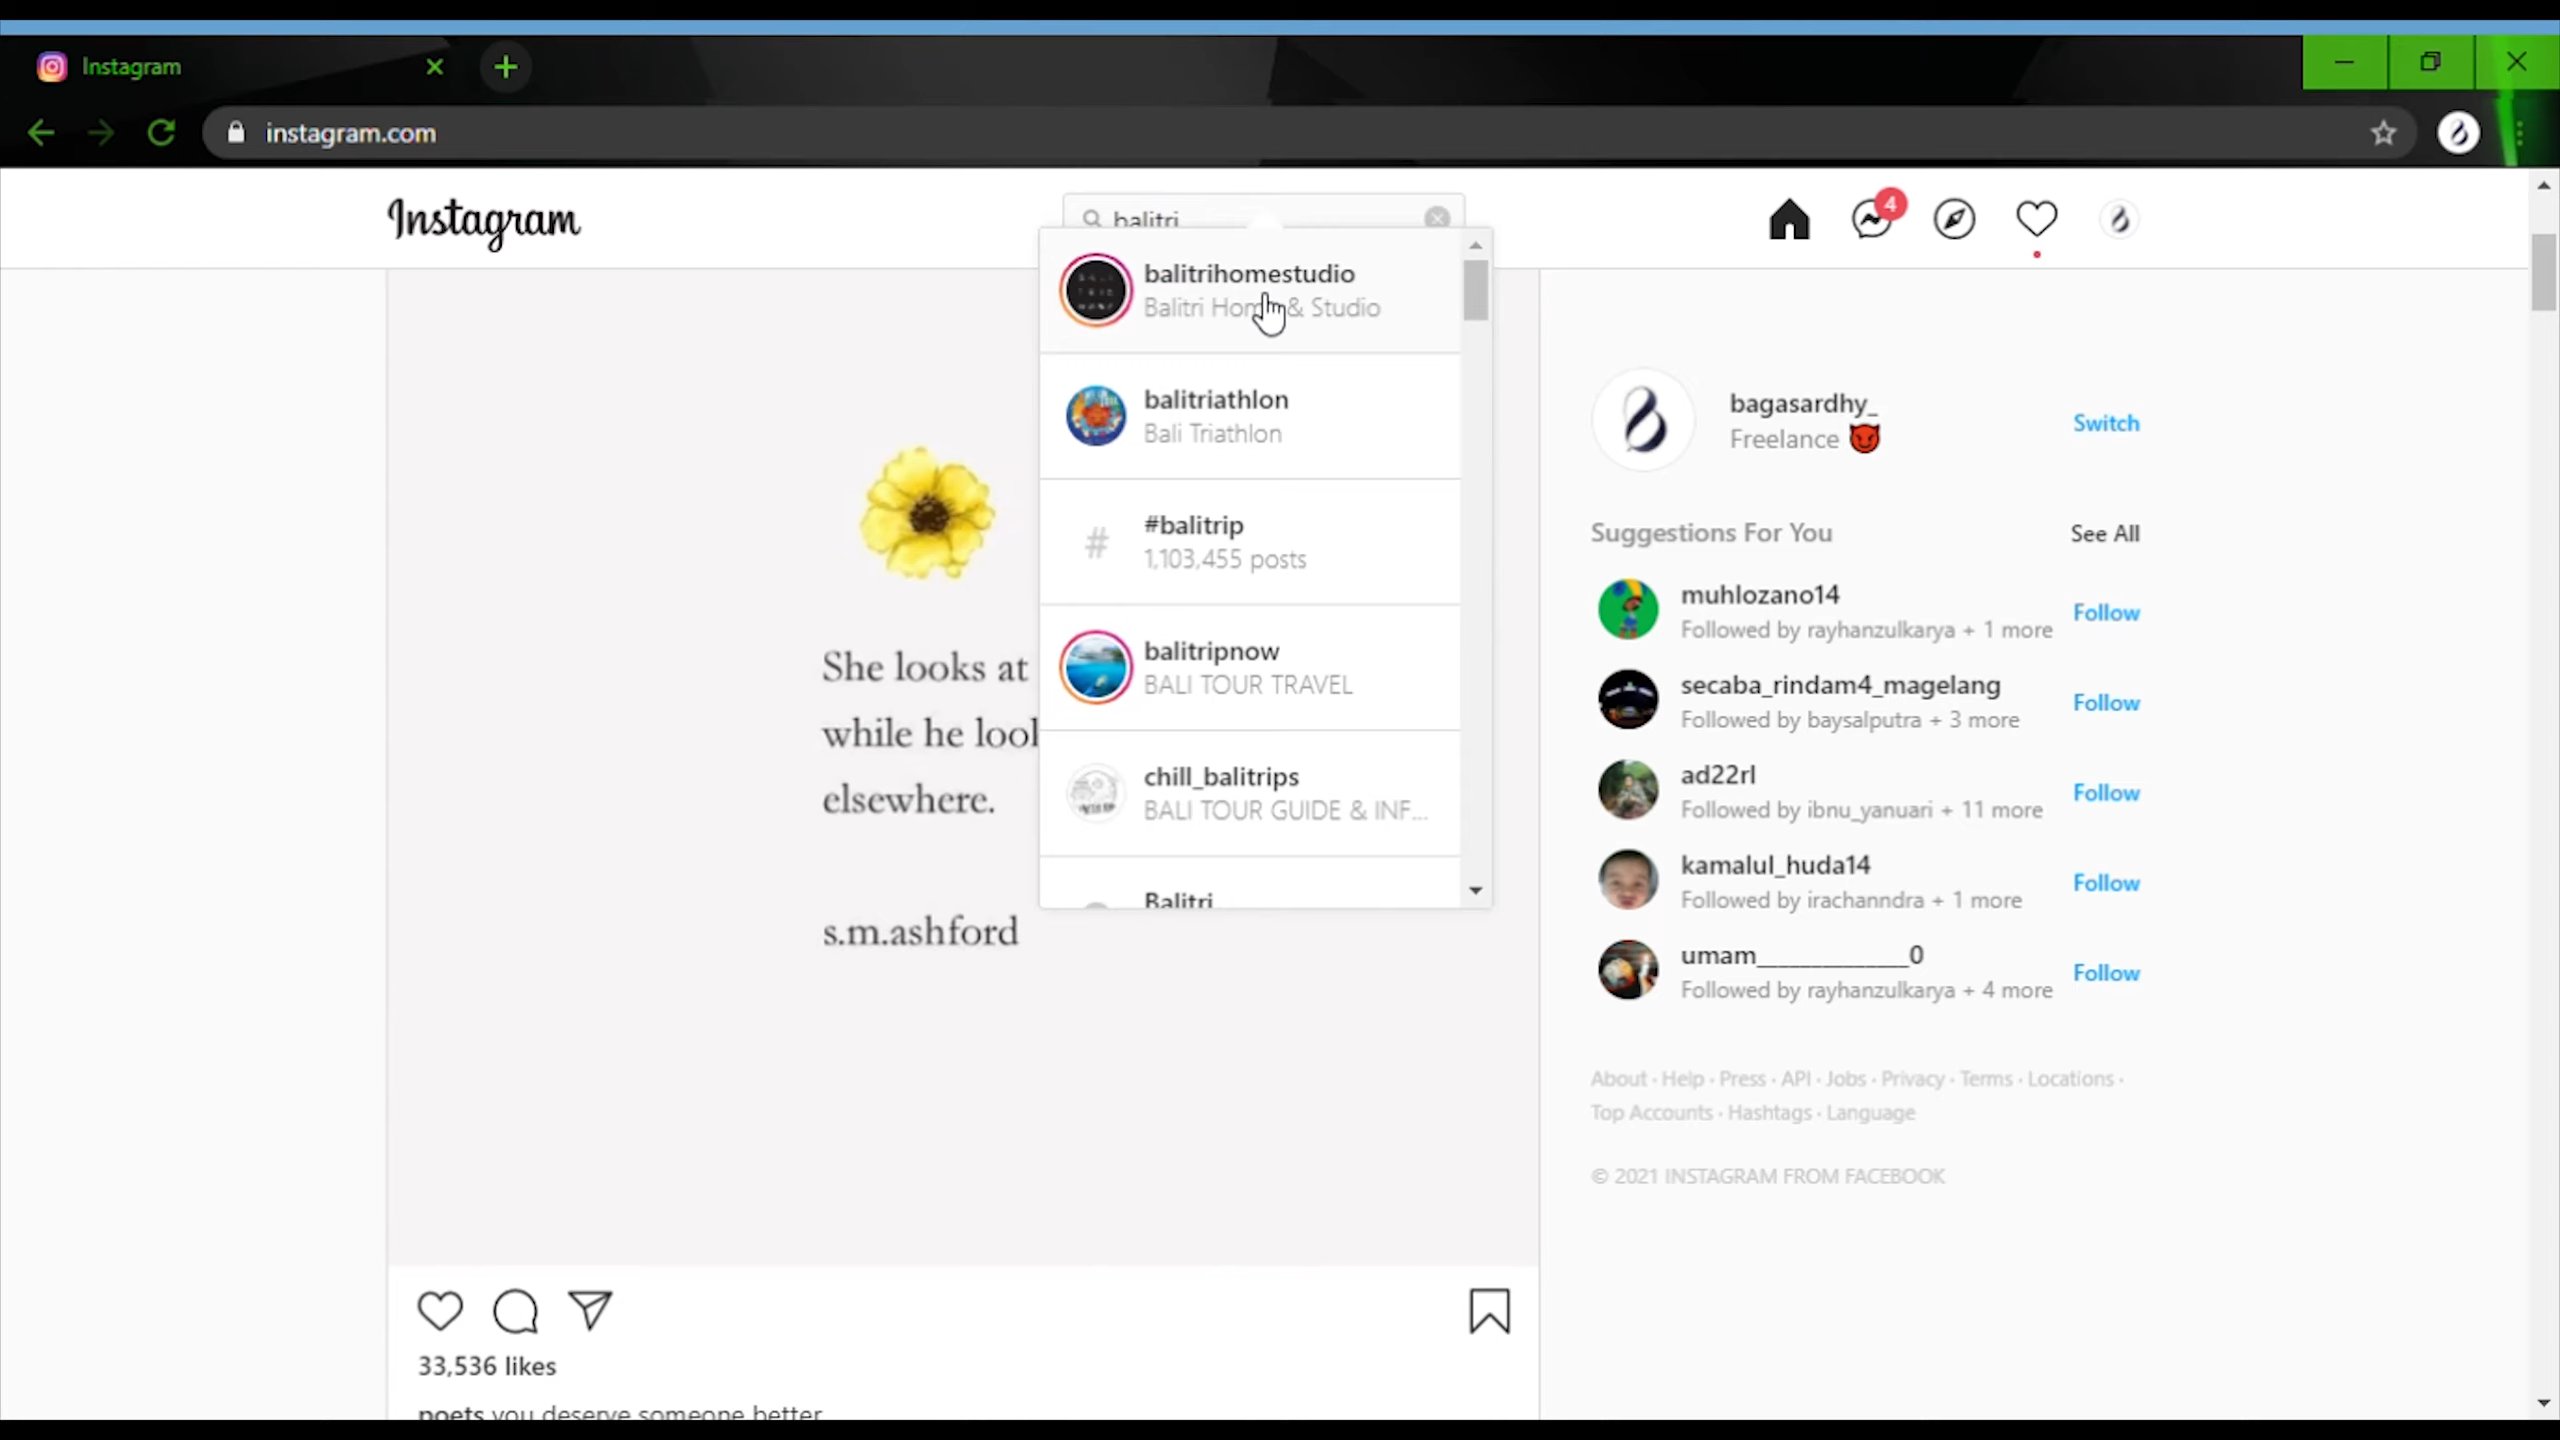 Instagram
instagram.com
Instagram
balitri
4
balitrihomestudio
Balitri Home & Studio
balitriathlon
Bali Triathlon
#balitrip
1,103,455 posts
balitripnow
BALI TOUR TRAVEL
chill_balitrips
BALI TOUR GUIDE & INF...
Balitri
She looks at
while he look
elsewhere.
s.m.ashford
33,536 likes
poets you deserve someone better
bagasardhy_
Freelance 😈
Switch
Suggestions For You
See All
muhlozano14
Followed by rayhanzulkarya + 1 more
Follow
secaba_rindam4_magelang
Followed by baysalputra + 3 more
Follow
ad22rl
Followed by ibnu_yanuari + 11 more
Follow
kamalul_huda14
Followed by irachanndra + 1 more
Follow
umam______________0
Followed by rayhanzulkarya + 4 more
Follow
About · Help · Press · API · Jobs · Privacy · Terms · Locations ·
Top Accounts · Hashtags · Language
© 2021 INSTAGRAM FROM FACEBOOK